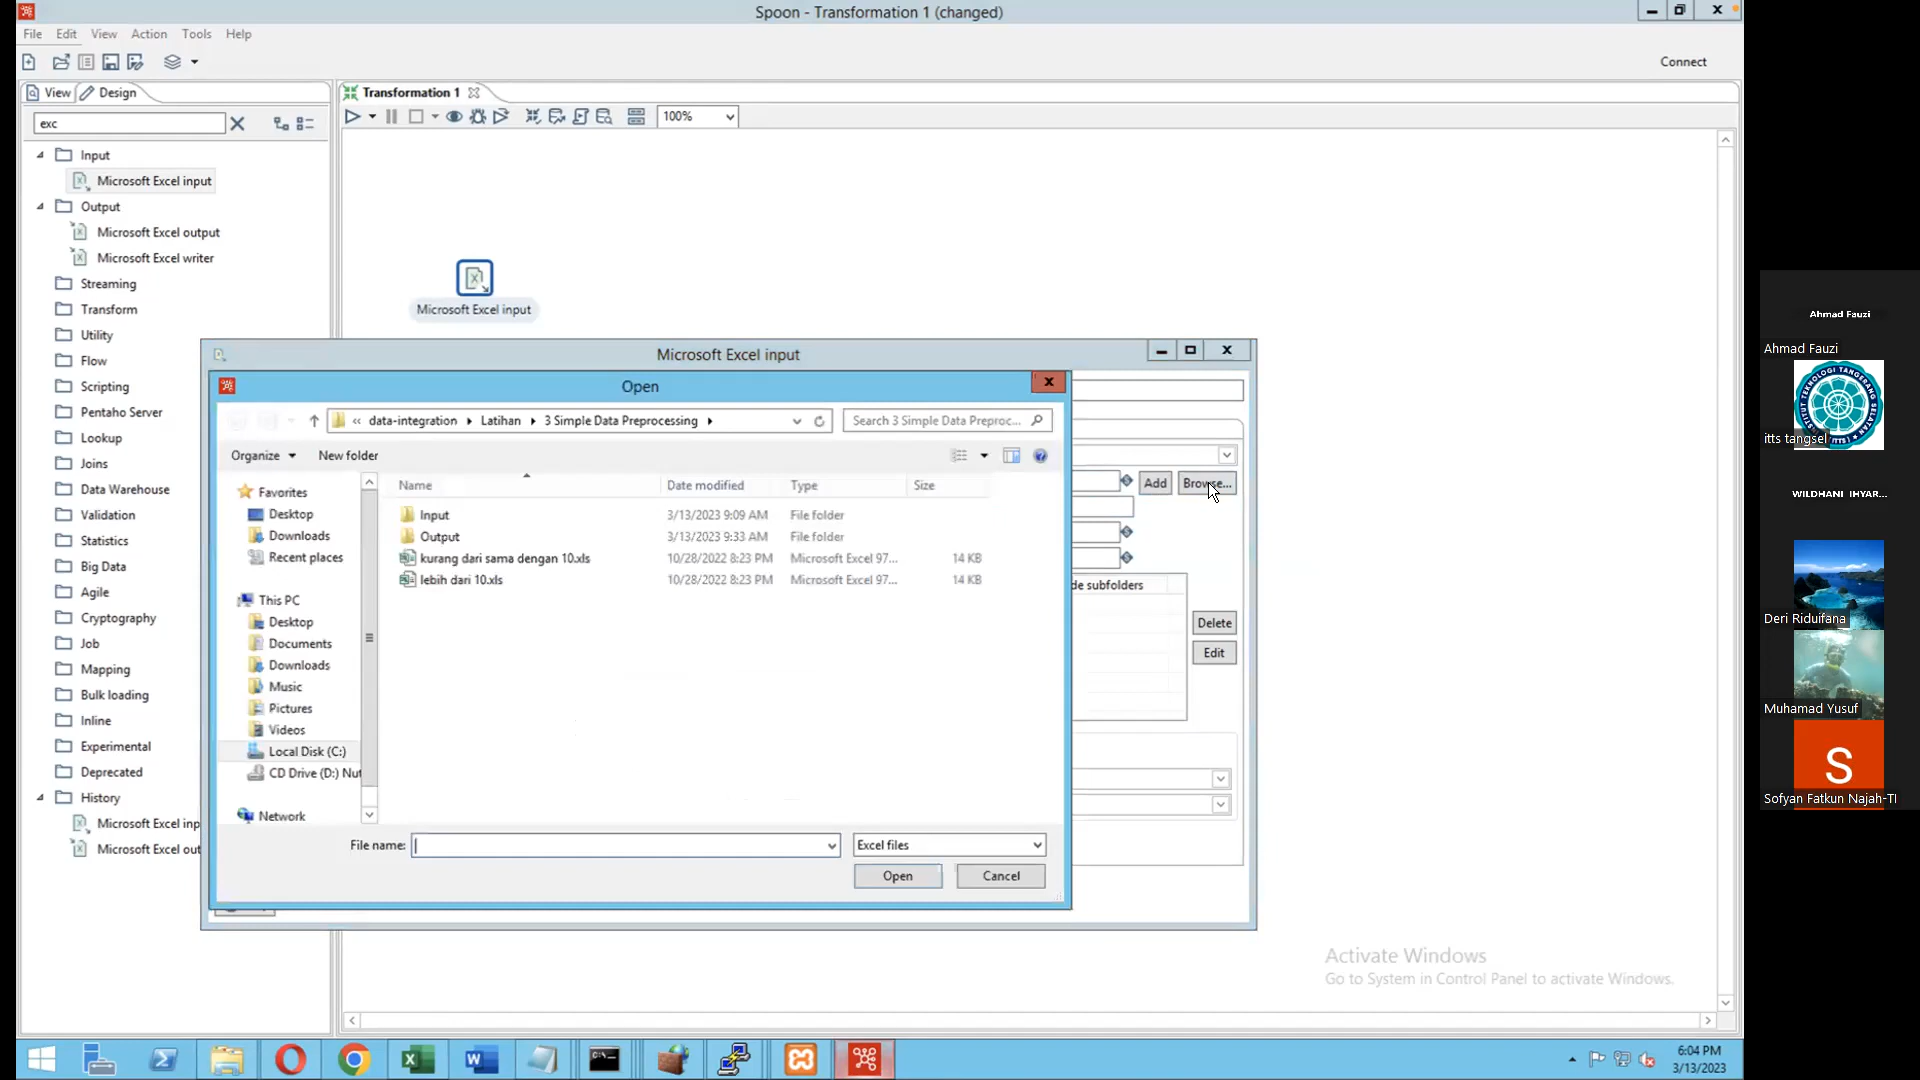 Spoon - Transformation 1 (changed)
File Edit View Action Tools Help
Connect
View Design
Transformation 1
exc
100%
Input
Microsoft Excel input
Output
Microsoft Excel output
Microsoft Excel writer
Streaming
Transform
Utility
Flow
Scripting
Pentaho Server
Lookup
Joins
Data Warehouse
Validation
Statistics
Big Data
Agile
Cryptography
Job
Mapping
Bulk loading
Inline
Experimental
Deprecated
History
Microsoft Excel inp
Microsoft Excel out
Microsoft Excel input
Microsoft Excel input
Open
« data-integration Latihan 3 Simple Data Preprocessing
Search 3 Simple Data Preproc...
Organize New folder
Name Date modified Type Size
Favorites
Desktop
Downloads
Recent places
This PC
Desktop
Documents
Downloads
Music
Pictures
Videos
Local Disk (C:)
CD Drive (D:) Nut
Network
Input 3/13/2023 9:09 AM File folder
Output 3/13/2023 9:33 AM File folder
kurang dari sama dengan 10.xls 10/28/2022 8:23 PM Microsoft Excel 97... 14 KB
lebih dari 10.xls 10/28/2022 8:23 PM Microsoft Excel 97... 14 KB
File name: Excel files
Open Cancel
Add Browse...
de subfolders
Delete
Edit
Activate Windows
Go to System in Control Panel to activate Windows.
6:04 PM
3/13/2023
Ahmad Fauzi
Ahmad Fauzi
INSTITUT TEKNOLOGI TANGERANG SELATAN
(ITTS)
itts tangsel
WILDHANI IHYAR...
Deri Riduifana
Muhamad Yusuf
S
Sofyan Fatkun Najah-TI